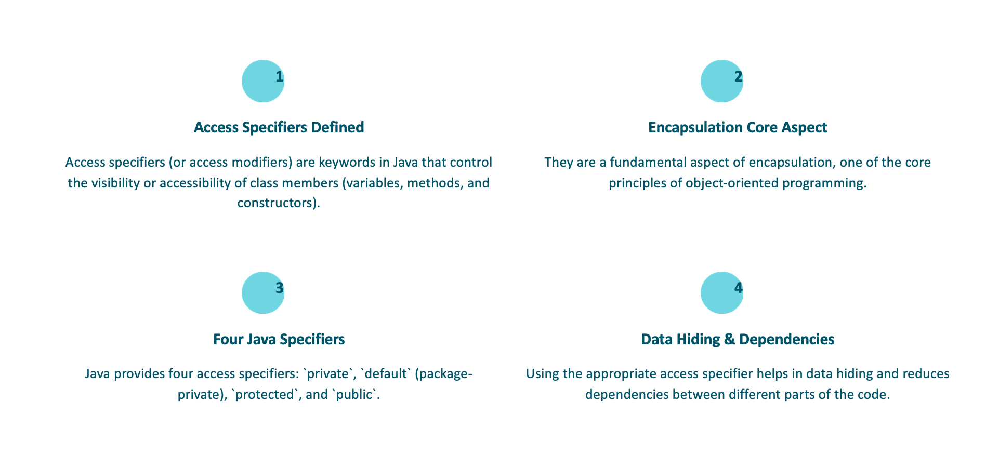 1
Access Specifiers Defined
Access specifiers (or access modifiers) are keywords in Java that control
the visibility or accessibility of class members (variables, methods, and
constructors).
2
Encapsulation Core Aspect
They are a fundamental aspect of encapsulation, one of the core
principles of object-oriented programming.
3
Four Java Specifiers
Java provides four access specifiers: `private`, `default` (package-
private), `protected`, and `public`.
4
Data Hiding & Dependencies
Using the appropriate access specifier helps in data hiding and reduces
dependencies between different parts of the code.